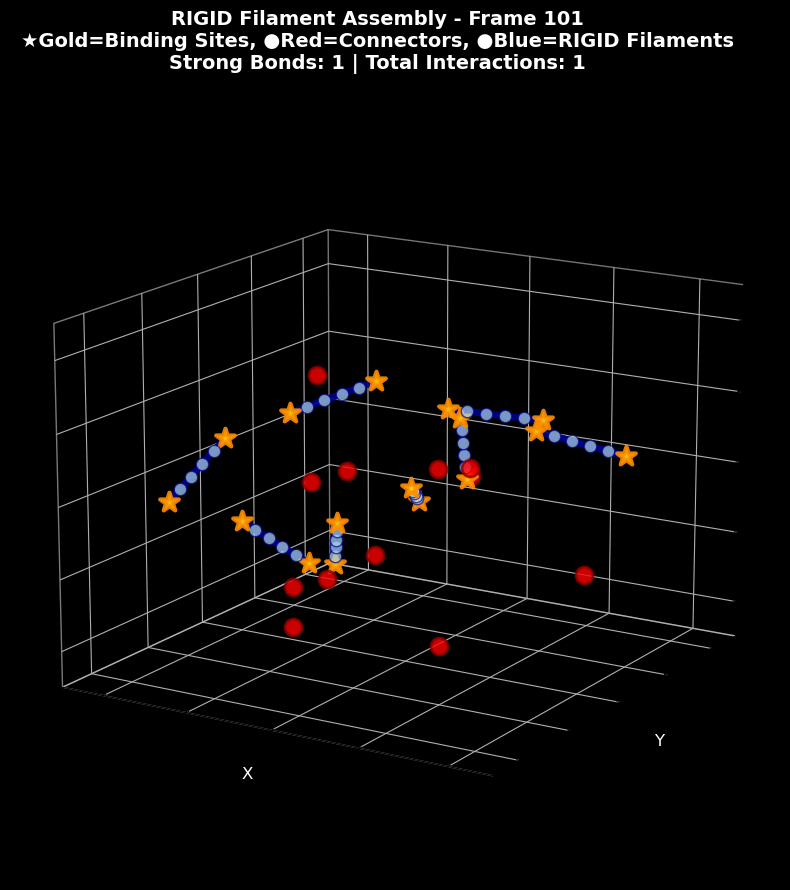 RIGID Filament Assembly - Frame 101
★Gold=Binding Sites, ●Red=Connectors, ●Blue=RIGID Filaments
Strong Bonds: 1 | Total Interactions: 1
Y
X